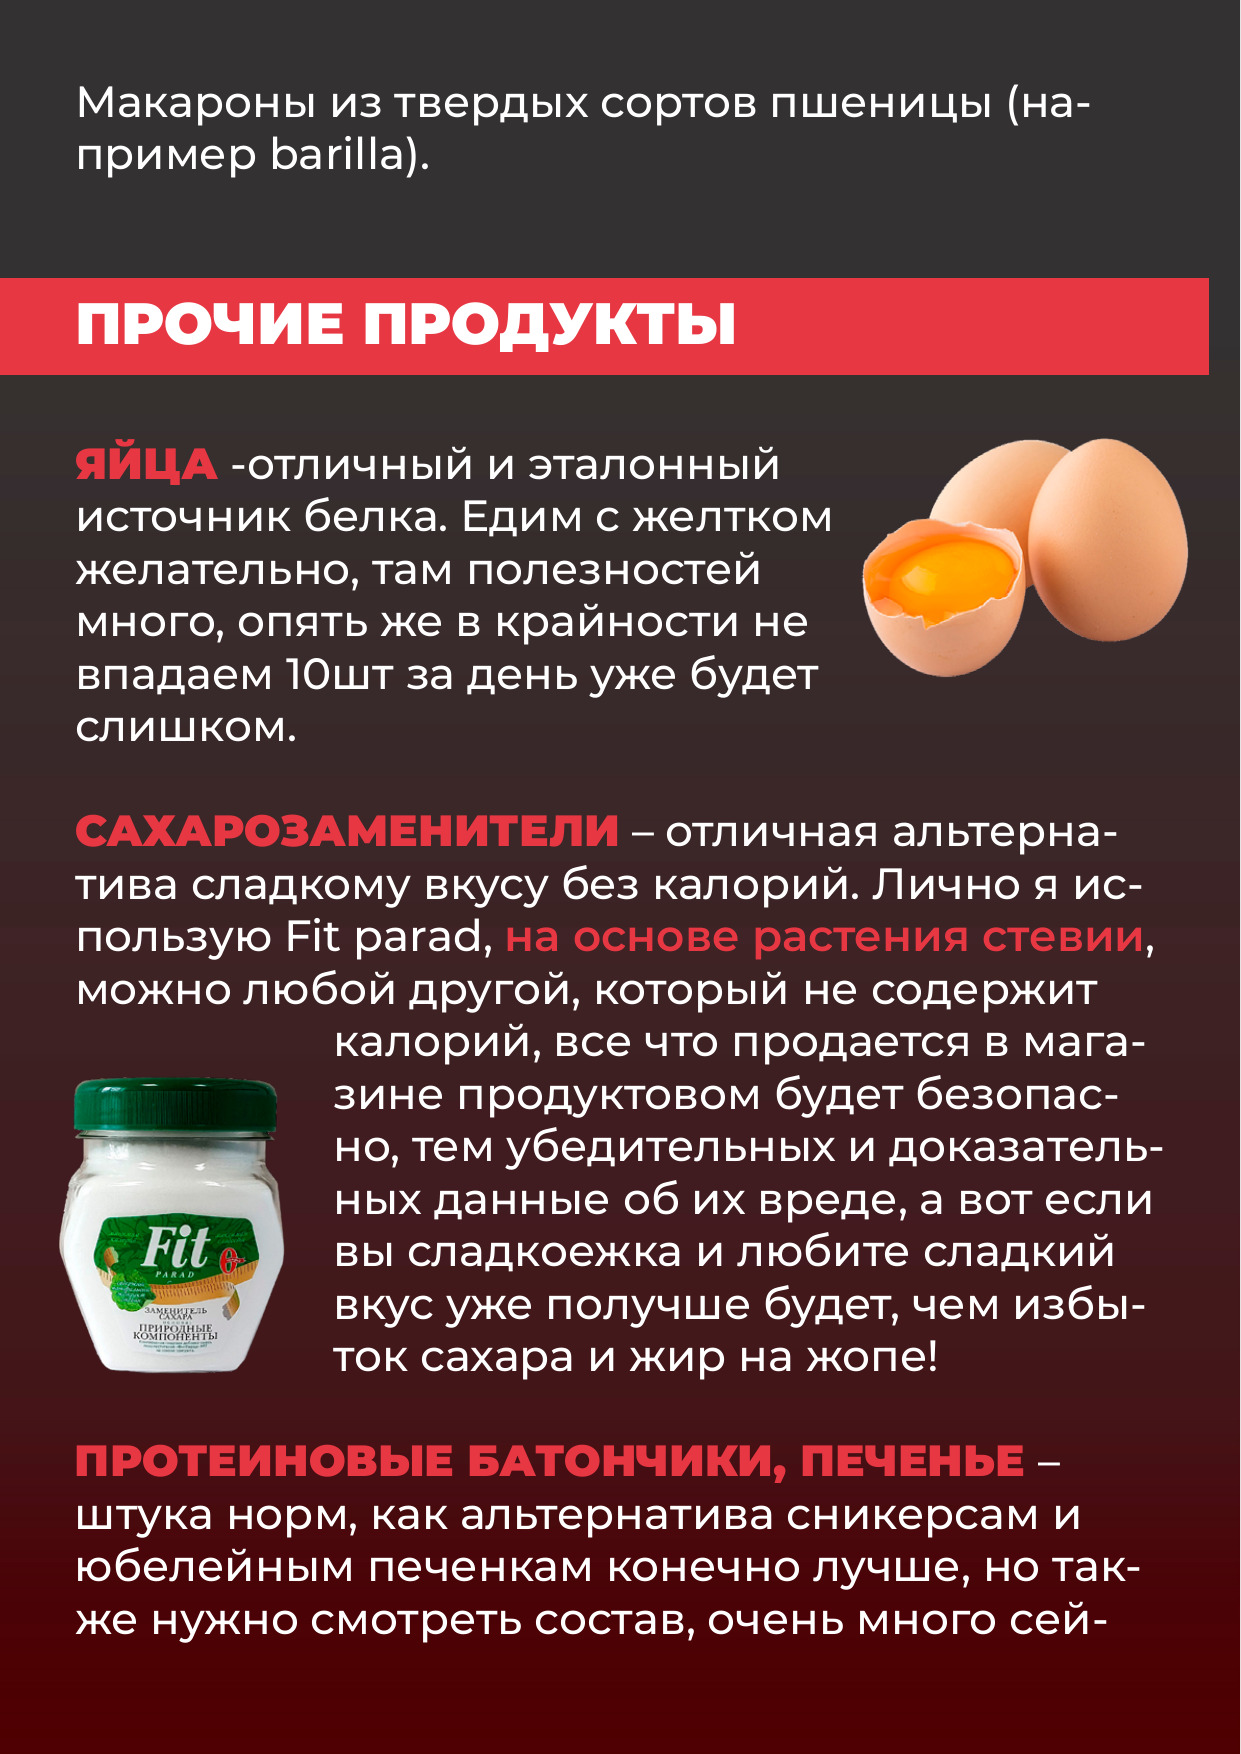 Макароны из твердых сортов пшеницы (на-
пример barilla).
ПРОЧИЕ ПРОДУКТЫ
ЯЙЦА -отличный и эталонный
источник белка. Едим с желтком
желательно, там полезностей
много, опять же в крайности не
впадаем 10шт за день уже будет
слишком.
САХАРОЗАМЕНИТЕЛИ – отличная альтерна-
тива сладкому вкусу без калорий. Лично я ис-
пользую Fit parad, на основе растения стевии,
можно любой другой, который не содержит
калорий, все что продается в мага-
зине продуктовом будет безопас-
но, тем убедительных и доказатель-
ных данные об их вреде, а вот если
вы сладкоежка и любите сладкий
вкус уже получше будет, чем избы-
ток сахара и жир на жопе!
Fit
PARAD
ЗАМЕНИТЕЛЬ
САХАРА
ПРИРОДНЫЕ
КОМПОНЕНТЫ
ПРОТЕИНОВЫЕ БАТОНЧИКИ, ПЕЧЕНЬЕ –
штука норм, как альтернатива сникерсам и
юбелейным печенкам конечно лучше, но так-
же нужно смотреть состав, очень много сей-